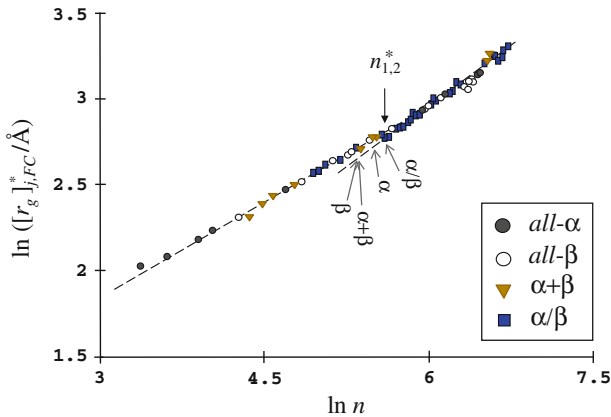 3.5
3
2.5
2
1.5
3
4.5
6
7.5
ln ([r_g]*_{j,FC}/Å)
ln n
n*_{1,2}
β
α+β
α
α/β
all-α
all-β
α+β
α/β